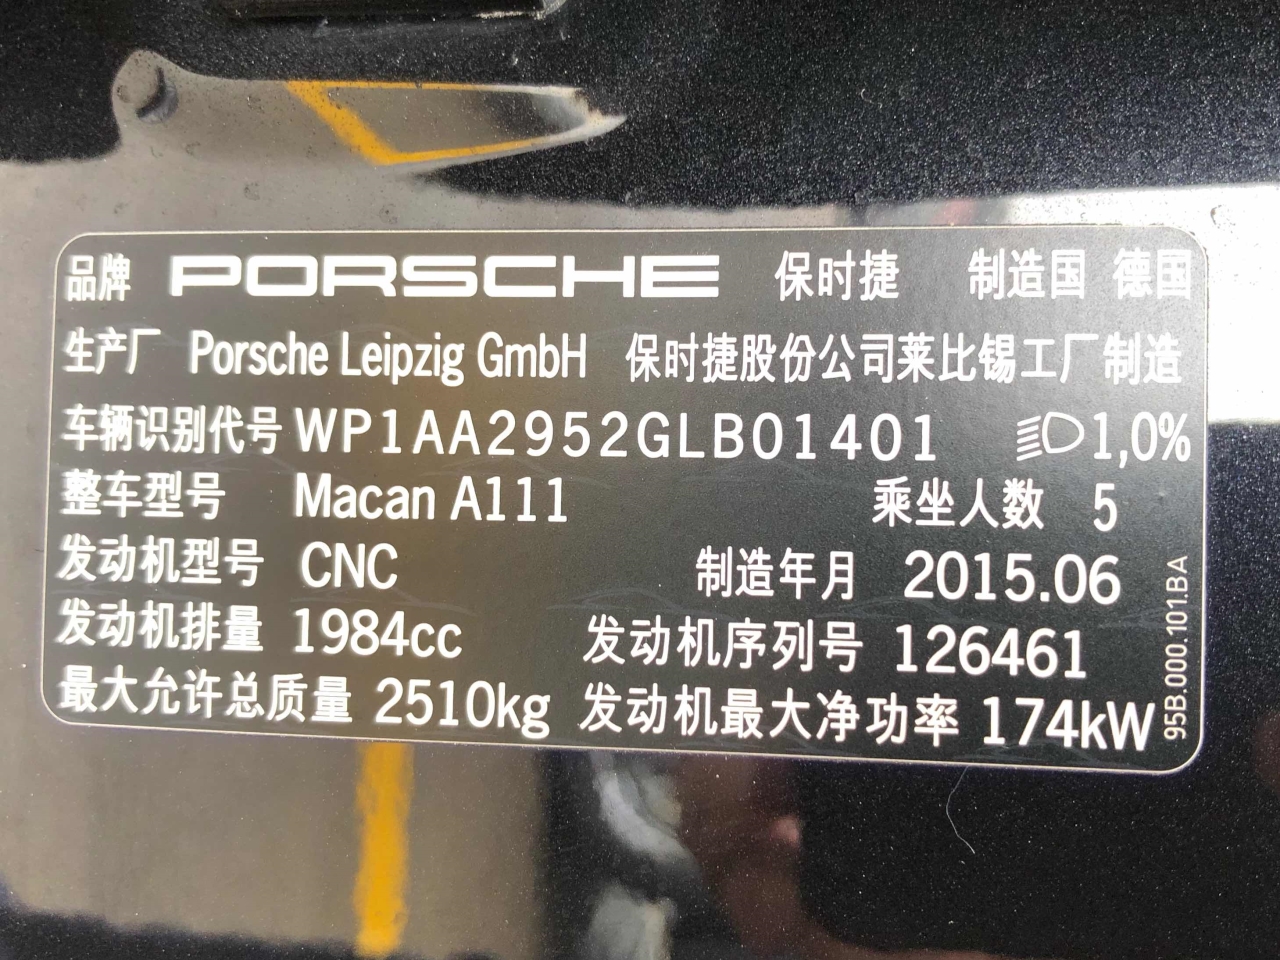 品牌 PORSCHE 保时捷 制造国 德国
生产厂 Porsche Leipzig GmbH 保时捷股份公司莱比锡工厂制造
车辆识别代号 WP1AA2952GLB01401 1,0%
整车型号 Macan A111 乘坐人数 5
发动机型号 CNC 制造年月 2015.06
发动机排量 1984cc 发动机序列号 126461
最大允许总质量 2510kg 发动机最大净功率 174kW
95B.000.101.BA